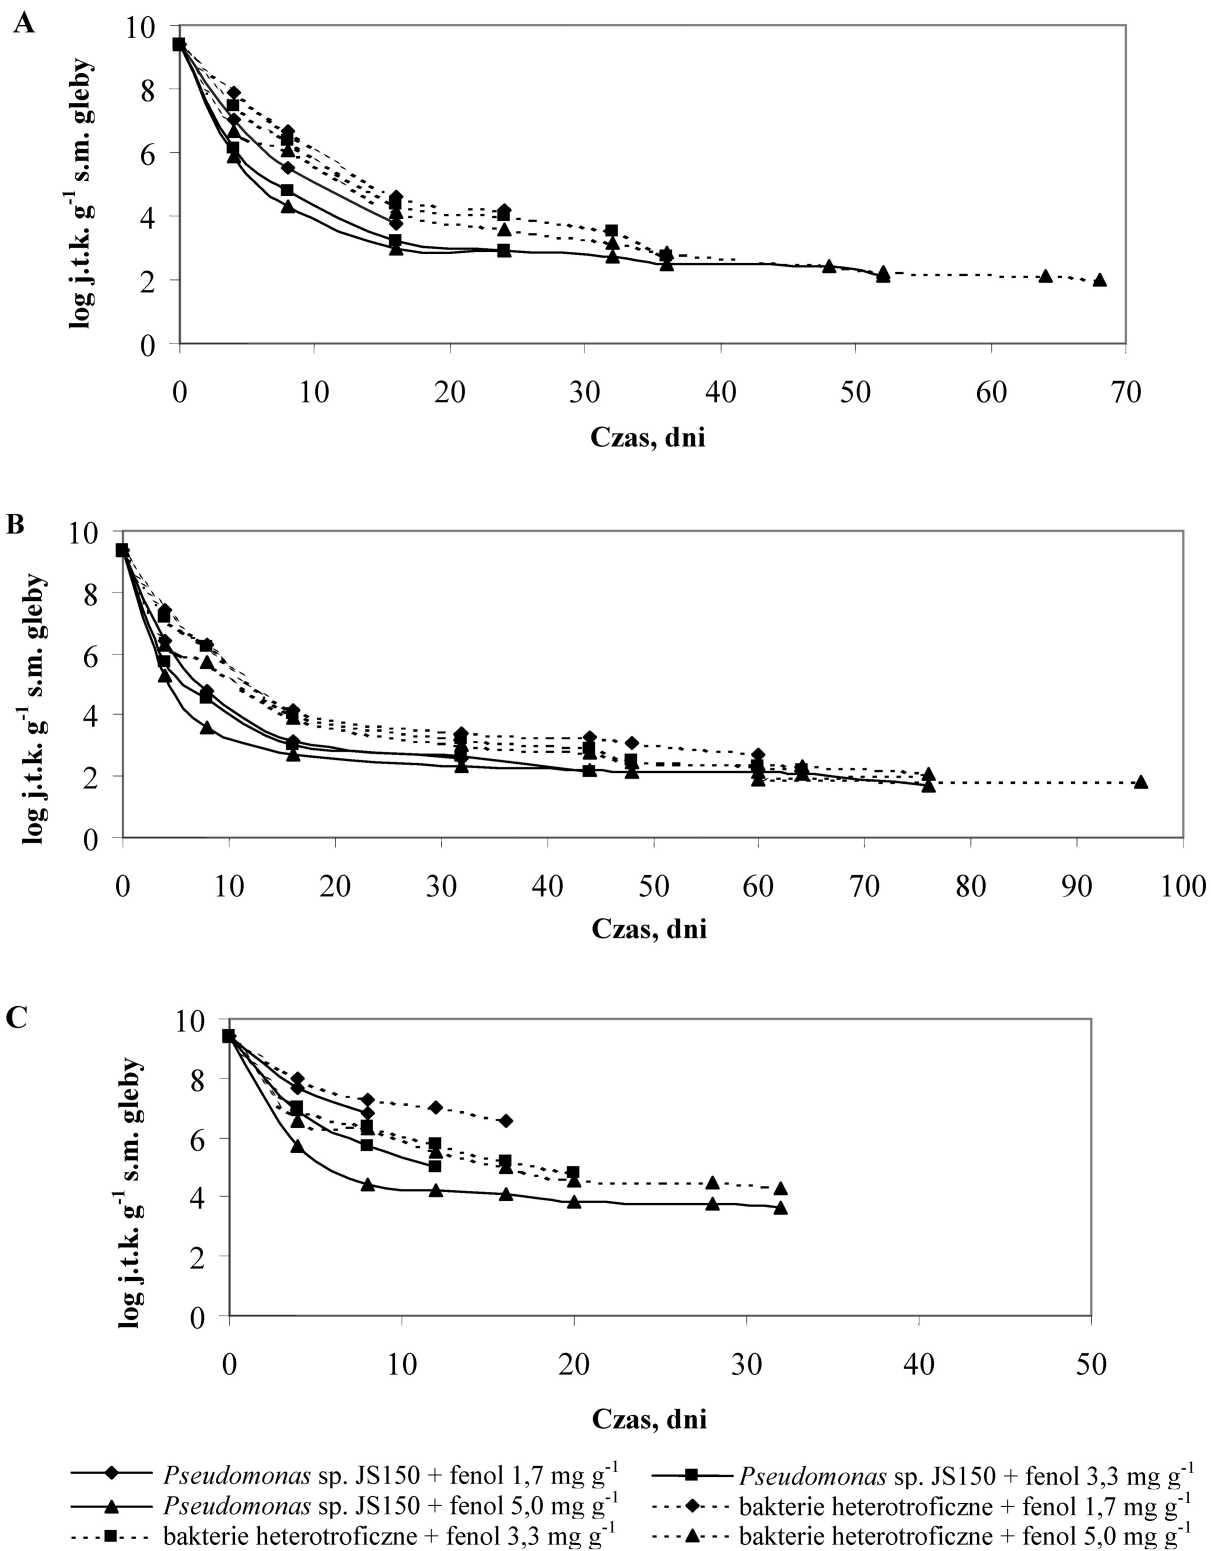 A
log j.t.k. g-1 s.m. gleby
10
8
6
4
2
0
0 10 20 30 40 50 60 70
Czas, dni
B
log j.t.k. g-1 s.m. gleby
10
8
6
4
2
0
0 10 20 30 40 50 60 70 80 90 100
Czas, dni
C
log j.t.k. g-1 s.m. gleby
10
8
6
4
2
0
0 10 20 30 40 50
Czas, dni
Pseudomonas sp. JS150 + fenol 1,7 mg g-1
Pseudomonas sp. JS150 + fenol 3,3 mg g-1
Pseudomonas sp. JS150 + fenol 5,0 mg g-1
bakterie heterotroficzne + fenol 1,7 mg g-1
bakterie heterotroficzne + fenol 3,3 mg g-1
bakterie heterotroficzne + fenol 5,0 mg g-1